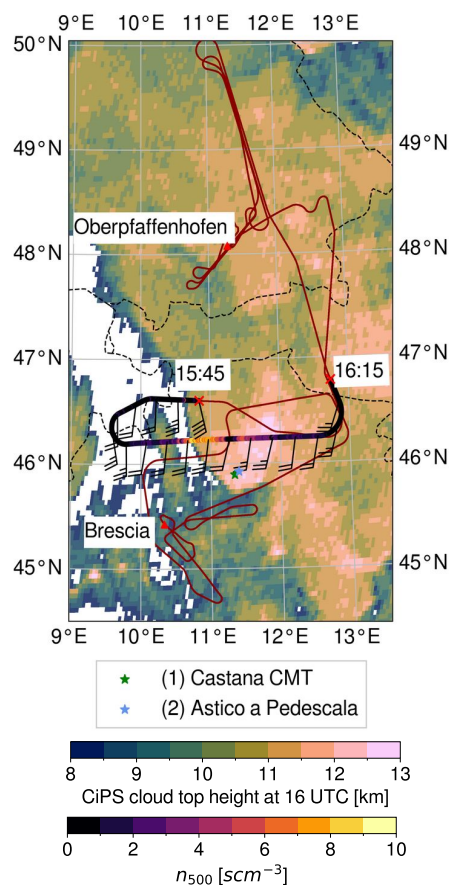 9°E 10°E 11°E 12°E 13°E
50°N
49°N 49°N
Oberpfaffenhofen
48°N 48°N
47°N 47°N
15:45 16:15
46°N 46°N
Brescia
45°N 45°N
9°E 10°E 11°E 12°E 13°E
(1) Castana CMT
(2) Astico a Pedescala
8 9 10 11 12 13
CiPS cloud top height at 16 UTC [km]
0 2 4 6 8 10
n₅₀₀ [scm⁻³]